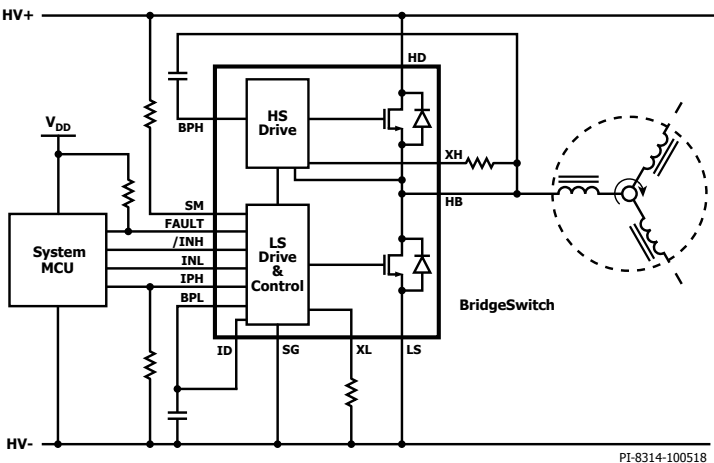 HV+
HD
V_DD
BPH
HS
Drive
XH
HB
SM
FAULT
/INH
INL
IPH
BPL
System
MCU
LS
Drive
&
Control
BridgeSwitch
ID
SG
XL
LS
HV-
PI-8314-100518